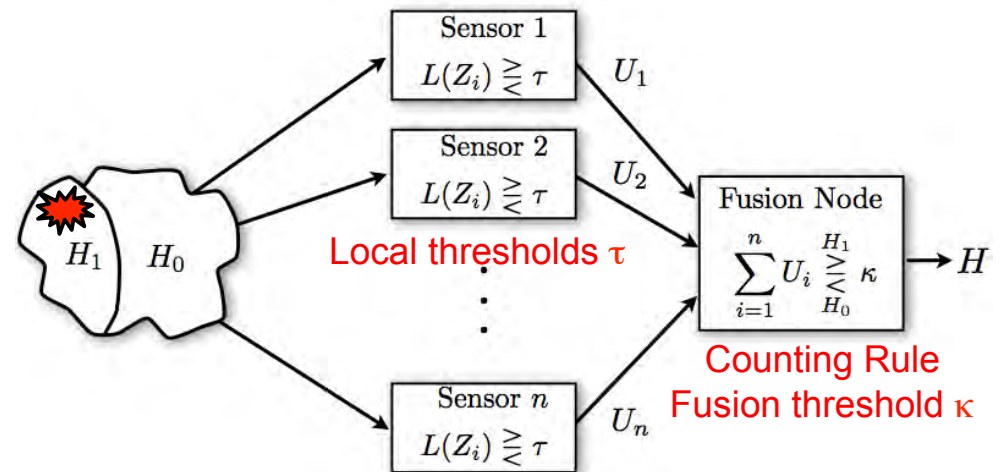 Sensor 1
L(Z_i) ≷ τ
U_1
Sensor 2
L(Z_i) ≷ τ
U_2
Local thresholds τ
H_1
H_0
Fusion Node
n
H_1
∑ U_i ≷ κ
i=1
H_0
H
Counting Rule
Fusion threshold κ
Sensor n
L(Z_i) ≷ τ
U_n